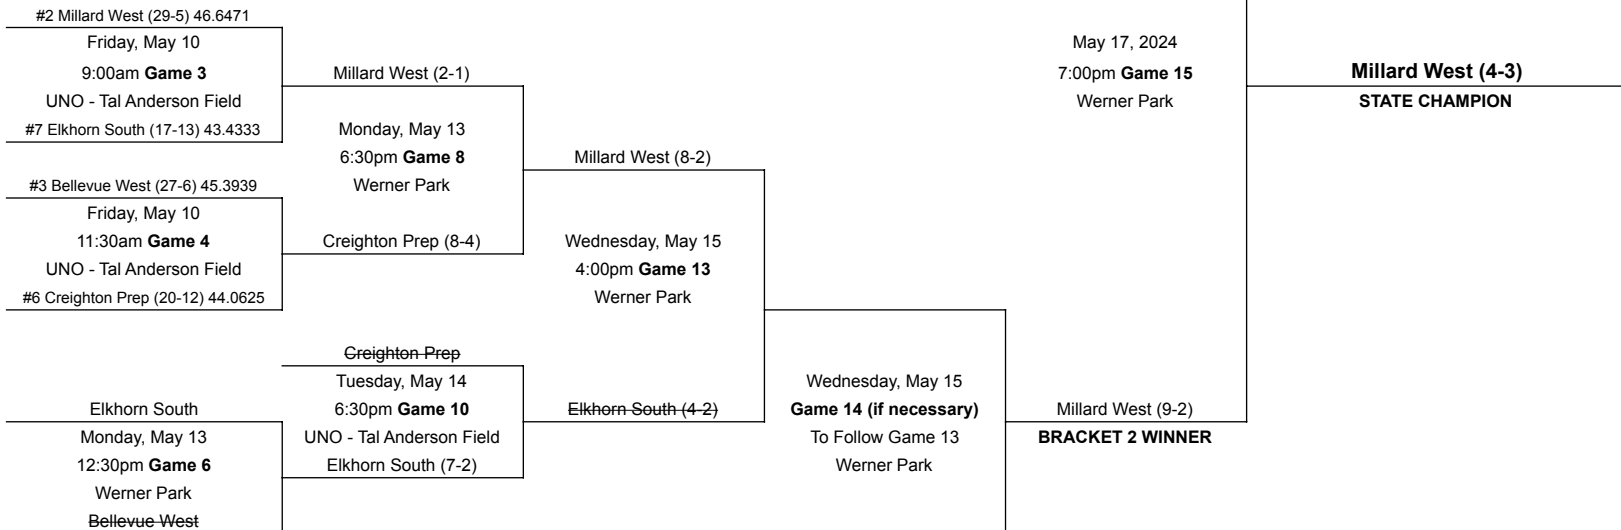 #2 Millard West (29-5) 46.6471
Friday, May 10
9:00am Game 3
UNO - Tal Anderson Field
#7 Elkhorn South (17-13) 43.4333
#3 Bellevue West (27-6) 45.3939
Friday, May 10
11:30am Game 4
UNO - Tal Anderson Field
#6 Creighton Prep (20-12) 44.0625
Elkhorn South
Monday, May 13
12:30pm Game 6
Werner Park
Bellevue West
Millard West (2-1)
Monday, May 13
6:30pm Game 8
Werner Park
Creighton Prep (8-4)
Creighton Prep
Tuesday, May 14
6:30pm Game 10
UNO - Tal Anderson Field
Elkhorn South (7-2)
Millard West (8-2)
Wednesday, May 15
4:00pm Game 13
Werner Park
Elkhorn South (4-2)
Wednesday, May 15
Game 14 (if necessary)
To Follow Game 13
Werner Park
May 17, 2024
7:00pm Game 15
Werner Park
Millard West (9-2)
BRACKET 2 WINNER
Millard West (4-3)
STATE CHAMPION